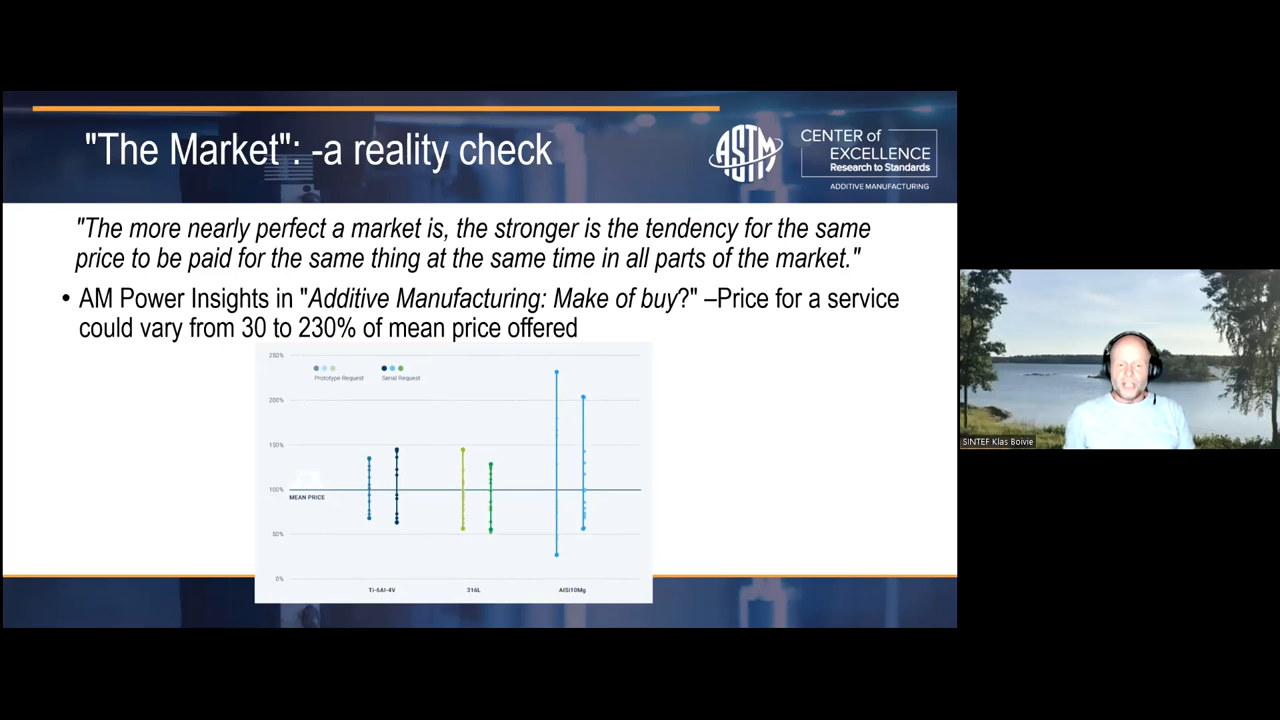 "The Market": -a reality check
ASTM
CENTER of
EXCELLENCE
Research to Standards
ADDITIVE MANUFACTURING
"The more nearly perfect a market is, the stronger is the tendency for the same
price to be paid for the same thing at the same time in all parts of the market."
• AM Power Insights in "Additive Manufacturing: Make of buy?" –Price for a service
could vary from 30 to 230% of mean price offered
250%
Prototype Request
Serial Request
200%
150%
100%
MEAN PRICE
50%
0%
Ti-6Al-4V
316L
AlSi10Mg
SINTEF Klas Boivie